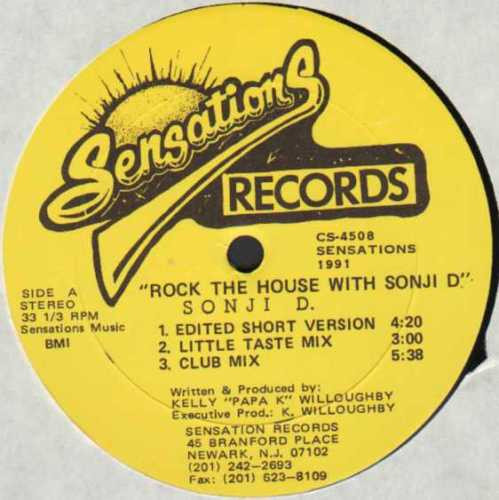 Sensations
RECORDS
CS-4508
SENSATIONS
1991
"ROCK THE HOUSE WITH SONJI D."
SONJI D.
SIDE A
STEREO
33 1/3 RPM
Sensations Music
BMI
1. EDITED SHORT VERSION 4:20
2. LITTLE TASTE MIX 3:00
3. CLUB MIX 5:38
Written & Produced by:
KELLY "PAPA K" WILLOUGHBY
Executive Prod.: K. WILLOUGHBY
SENSATION RECORDS
45 BRANFORD PLACE
NEWARK, N.J. 07102
(201) 242-2693
Fax: (201) 623-8109